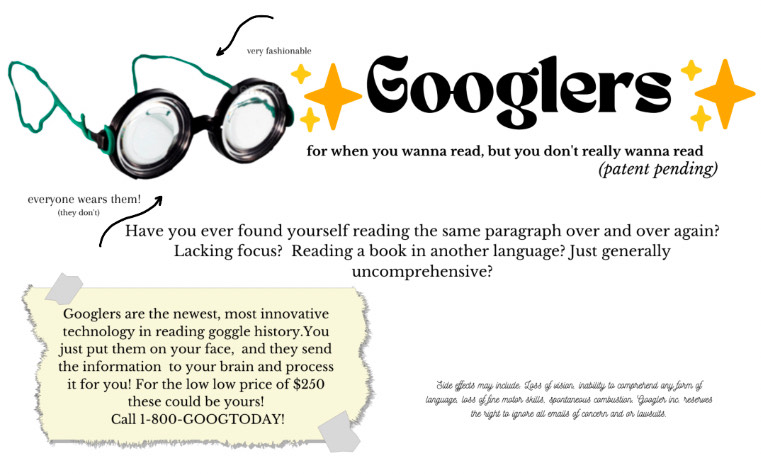 very fashionable
Googlers
for when you wanna read, but you don't really wanna read
(patent pending)
everyone wears them!
(they don't)
Have you ever found yourself reading the same paragraph over and over again?
Lacking focus?  Reading a book in another language? Just generally
uncomprehensive?
Googlers are the newest, most innovative
technology in reading goggle history.You
just put them on your face,  and they send
the information  to your brain and process
it for you! For the low low price of $250
these could be yours!
Call 1-800-GOOGTODAY!
Side effects may include, Loss of vision, inability to comprehend any form of
language, loss of fine motor skills, spontaneous combustion. Googler inc. reserves
the right to ignore all emails of concern and or lawsuits.